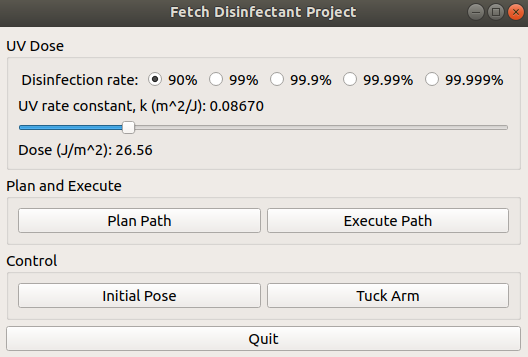 Fetch Disinfectant Project
UV Dose
Disinfection rate: 90% 99% 99.9% 99.99% 99.999%
UV rate constant, k (m^2/J): 0.08670
Dose (J/m^2): 26.56
Plan and Execute
Plan Path Execute Path
Control
Initial Pose Tuck Arm
Quit